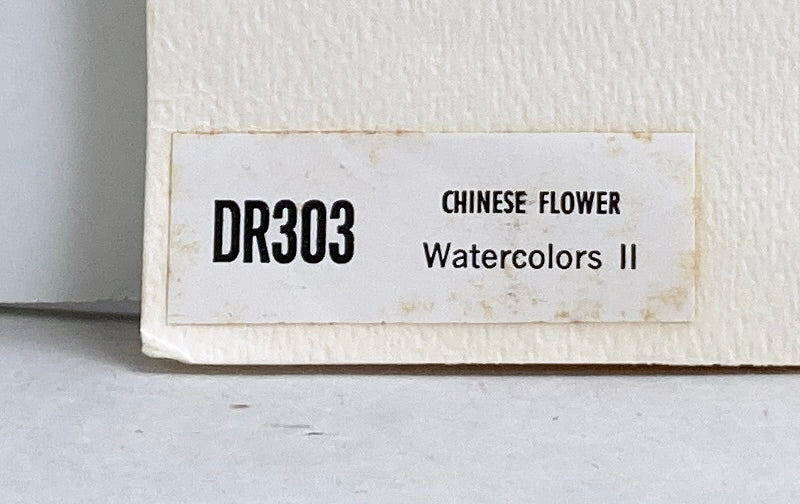 DR303
CHINESE FLOWER
Watercolors II